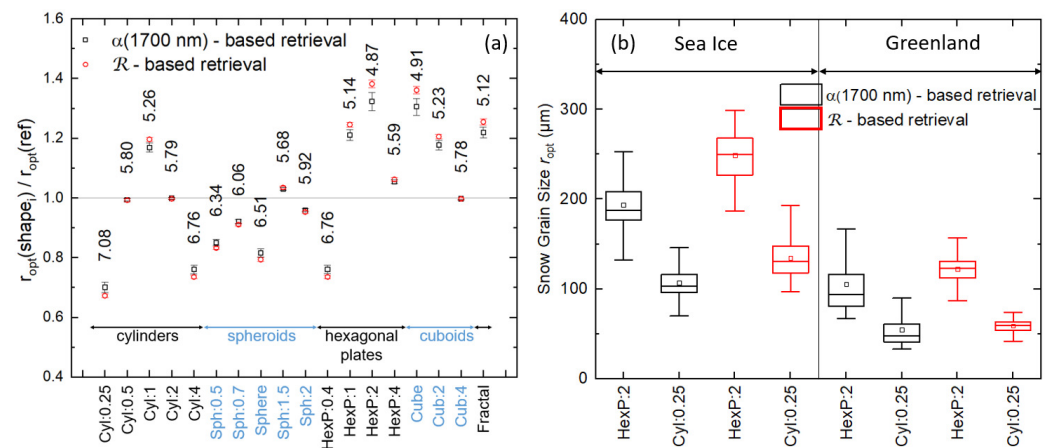 (a)
α(1700 nm) - based retrieval
ℛ - based retrieval
r_opt(shape_i) / r_opt(ref)
1.6
1.4
1.2
1.0
0.8
0.6
0.4
7.08
5.80
5.26
5.79
6.76
6.34
6.06
6.51
5.68
5.92
6.76
5.14
4.87
5.59
4.91
5.23
5.78
5.12
cylinders
spheroids
hexagonal
plates
cuboids
Cyl:0.25
Cyl:0.5
Cyl:1
Cyl:2
Cyl:4
Sph:0.5
Sph:0.7
Sphere
Sph:1.5
Sph:2
HexP:0.4
HexP:1
HexP:2
HexP:4
Cube
Cub:2
Cub:4
Fractal
(b)
Sea Ice
Greenland
α(1700 nm) - based retrieval
ℛ - based retrieval
Snow Grain Size r_opt (μm)
400
300
200
100
0
HexP:2
Cyl:0.25
HexP:2
Cyl:0.25
HexP:2
Cyl:0.25
HexP:2
Cyl:0.25